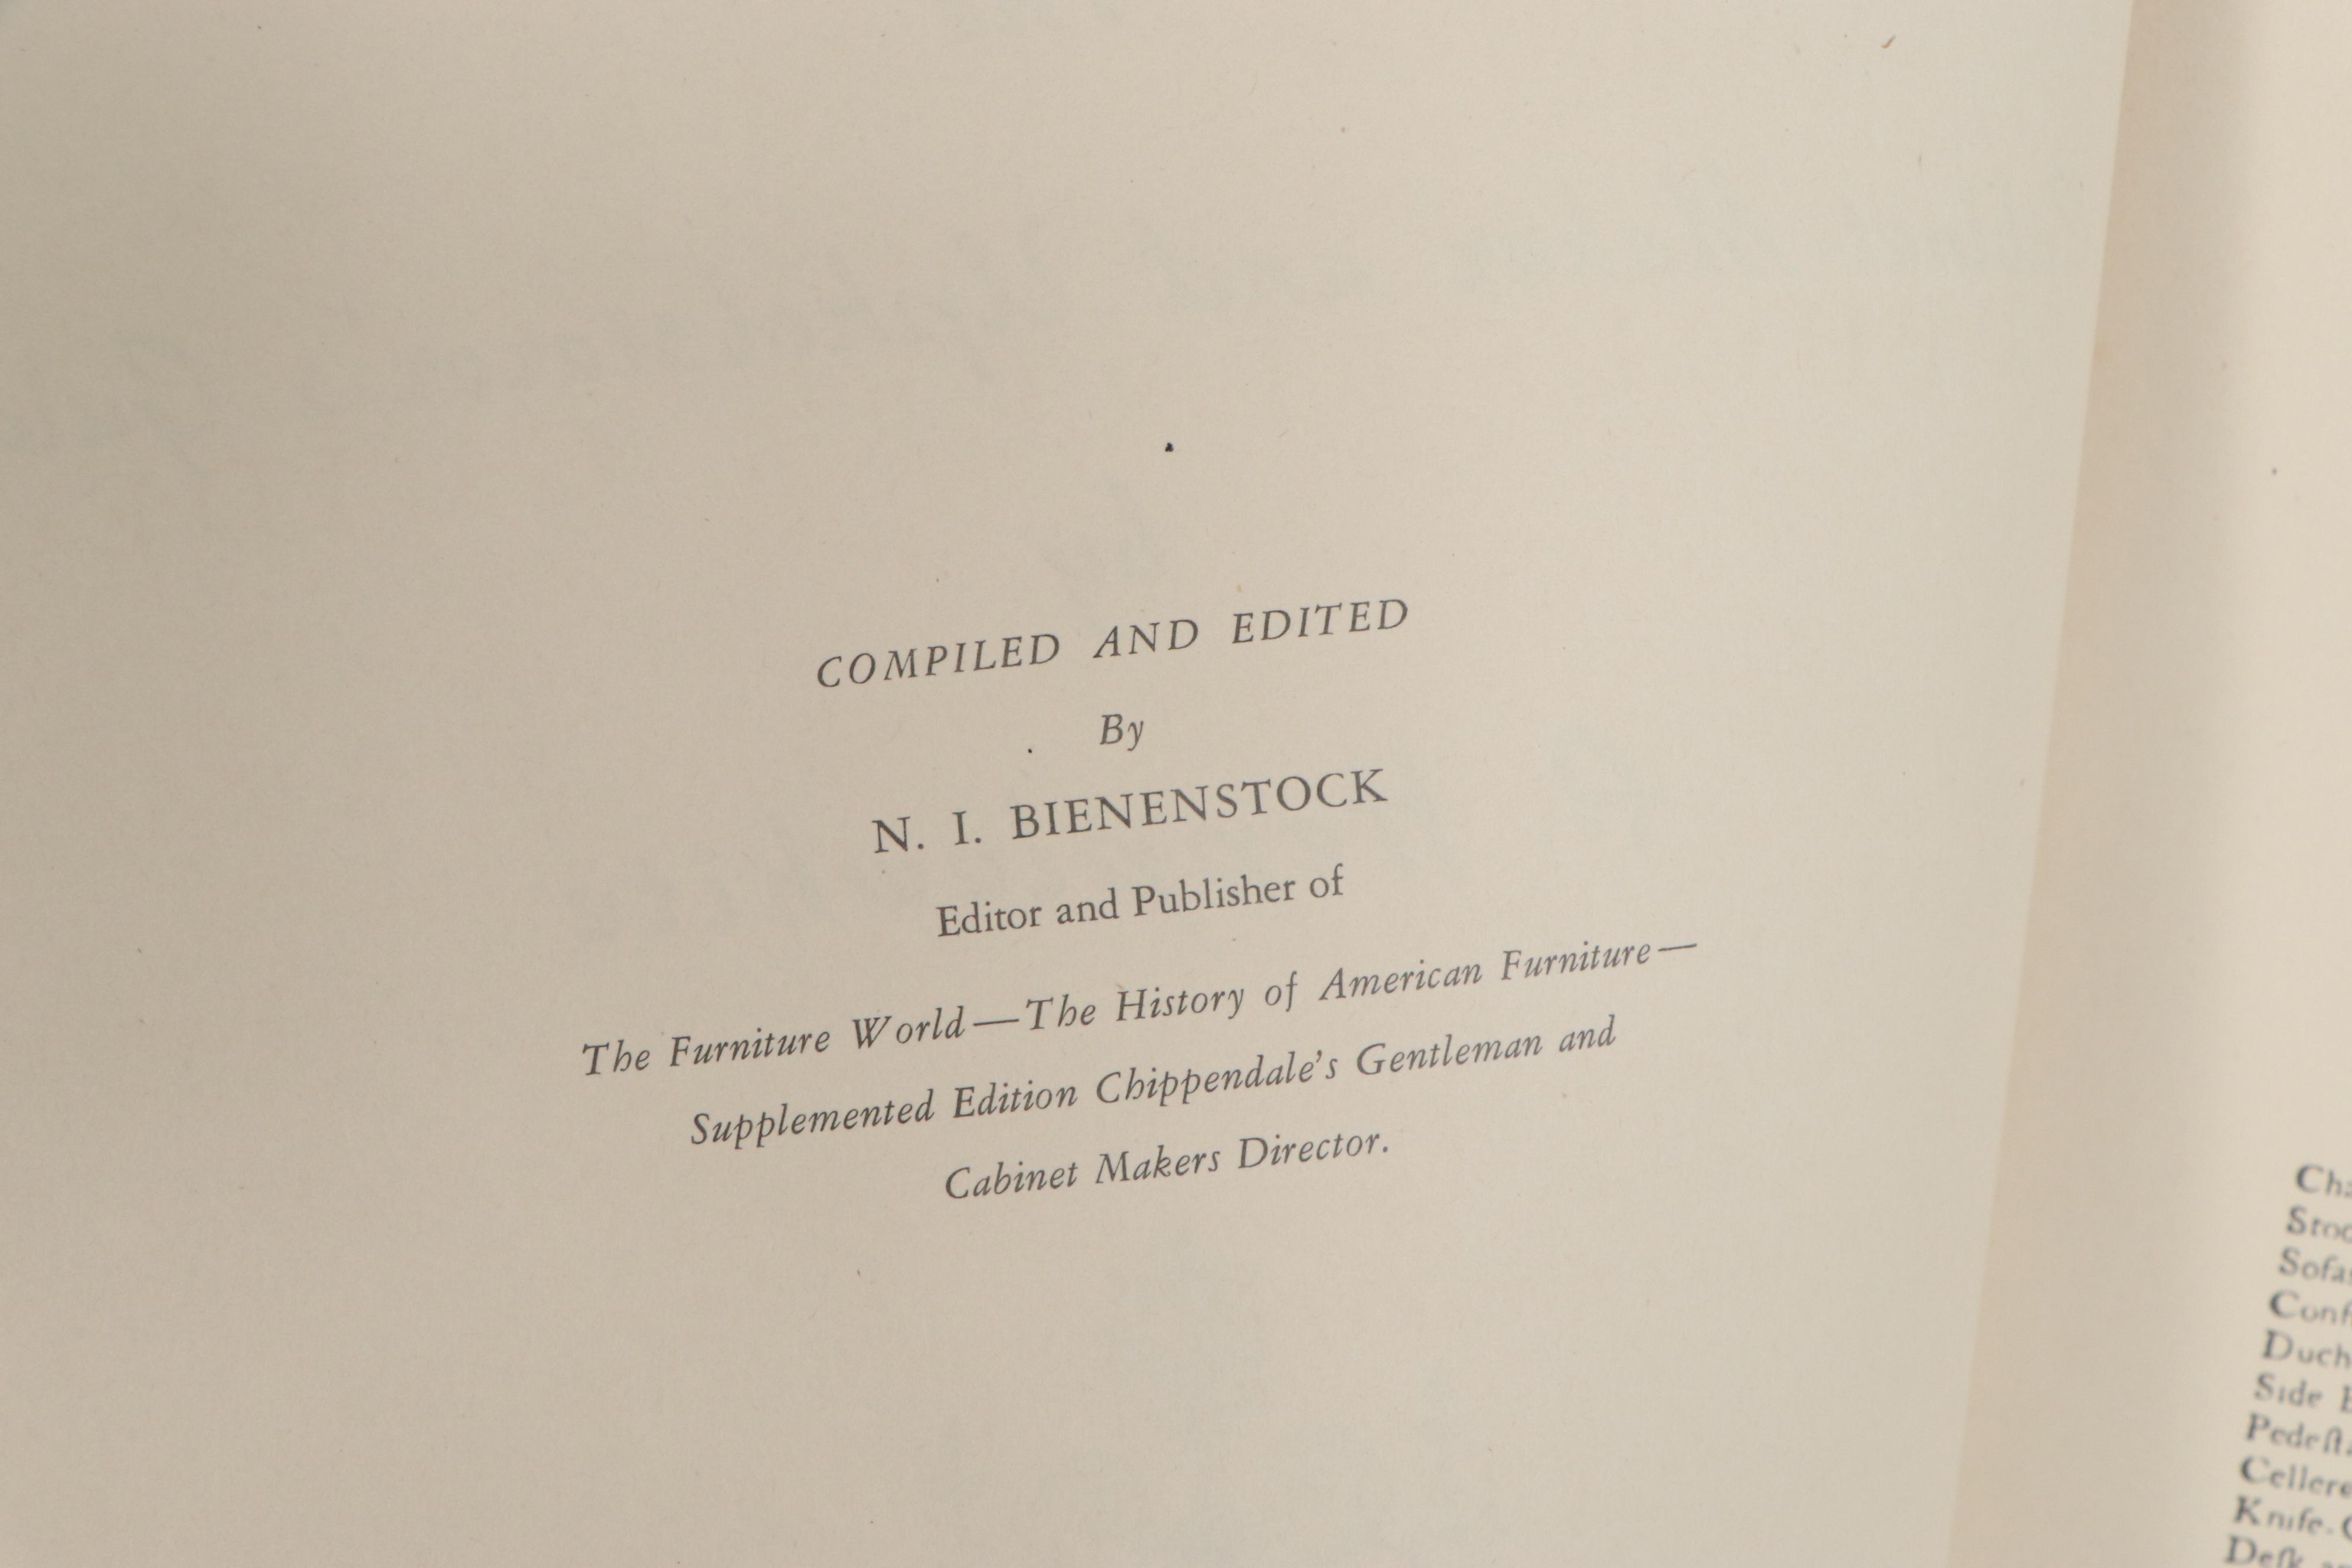 COMPILED AND EDITED
By
N. I. BIENENSTOCK
Editor and Publisher of
The Furniture World—The History of American Furniture—
Supplemented Edition Chippendale's Gentleman and
Cabinet Makers Director.
Side